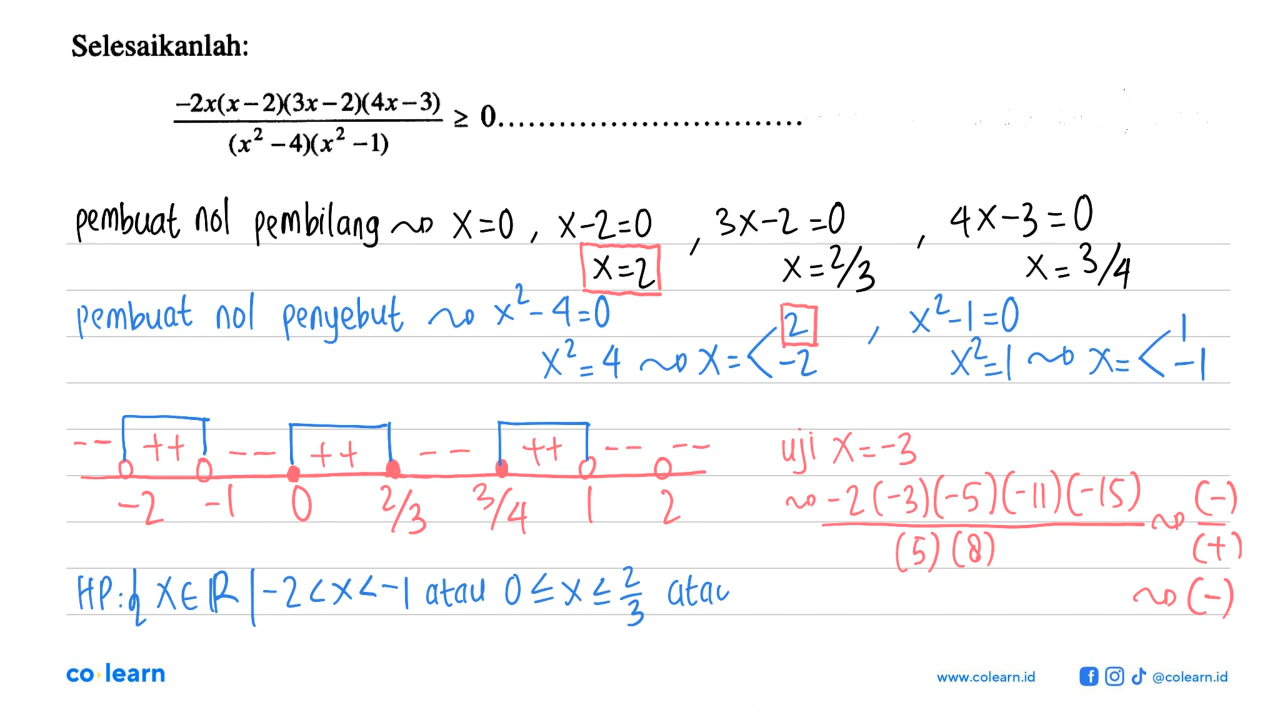 Selesaikanlah:
-2x(x-2)(3x-2)(4x-3)/(x² -4)(x² -1) ≥ 0..............................
pembuat nol pembilang ~> x=0, x-2=0, 3x-2=0, 4x-3=0
x=2 x=2/3 x=3/4
pembuat nol penyebut ~> x²-4=0, x²-1=0
x²=4 ~> x=< 2 -2 x²=1 ~> x=< 1 -1
-- ++ -- ++ -- ++ -- --
-2 -1 0 2/3 3/4 1 2
uji x=-3
~> -2(-3)(-5)(-11)(-15)/(5)(8) ~> (-)/(+)
~> (-)
HP:{ x∈R | -2<x<-1 atau 0≤x≤2/3 atau
co learn
www.colearn.id @colearn.id